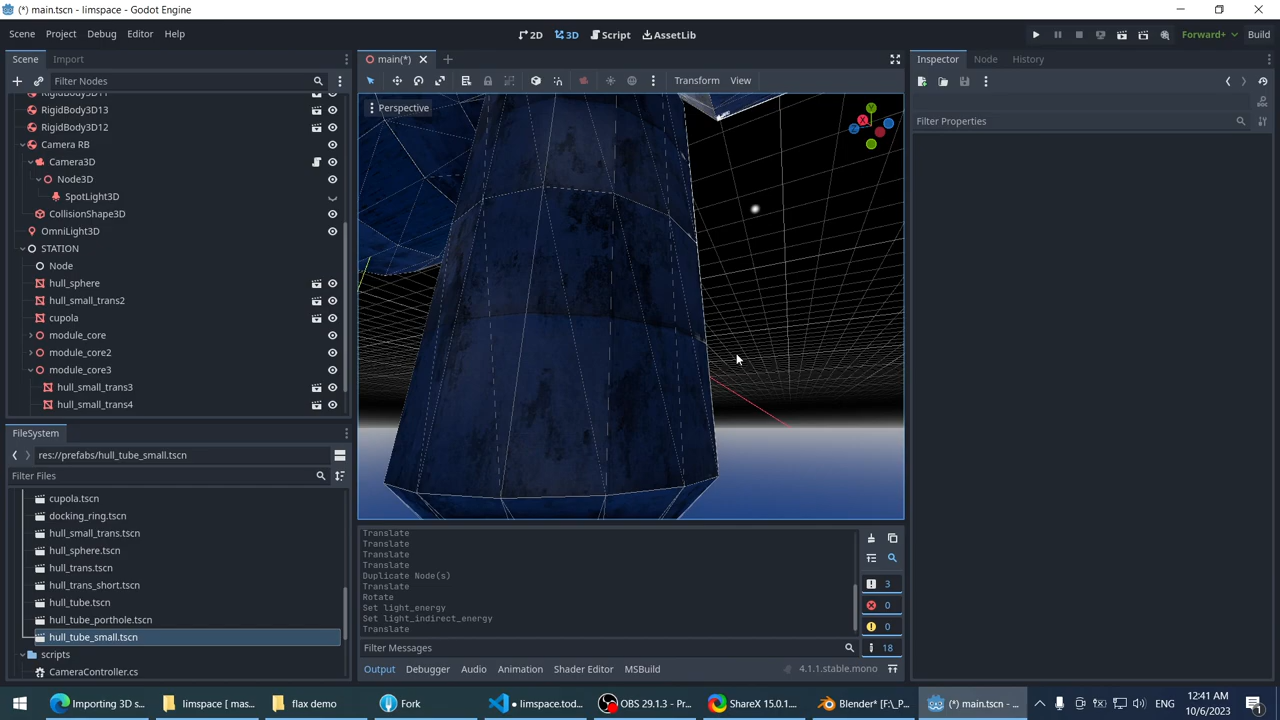 (*) main.tscn - limspace - Godot Engine
Scene Project Debug Editor Help
2D 3D Script AssetLib
Forward+ Build
Scene Import
main(*)
Inspector Node History
Filter Nodes
Transform View
RigidBody3D11
RigidBody3D13
RigidBody3D12
Camera RB
Camera3D
Node3D
SpotLight3D
CollisionShape3D
OmniLight3D
STATION
Node
hull_sphere
hull_small_trans2
cupola
module_core
module_core2
module_core3
hull_small_trans3
hull_small_trans4
Perspective
Y
X
Z
Filter Properties
FileSystem
res://prefabs/hull_tube_small.tscn
Filter Files
cupola.tscn
docking_ring.tscn
hull_small_trans.tscn
hull_sphere.tscn
hull_trans.tscn
hull_trans_short.tscn
hull_tube.tscn
hull_tube_porthole.tscn
hull_tube_small.tscn
scripts
CameraController.cs
Translate
Translate
Translate
Translate
Duplicate Node(s)
Translate
Rotate
Set light_energy
Set light_indirect_energy
Translate
3
0
0
18
Filter Messages
Output Debugger Audio Animation Shader Editor MSBuild
4.1.1.stable.mono
Importing 3D s...
limspace [ mas...
flax demo
Fork
• limspace.tod...
OBS 29.1.3 - Pr...
ShareX 15.0.1...
Blender* [F:\_P...
(*) main.tscn - ...
ENG
12:41 AM
10/6/2023
1